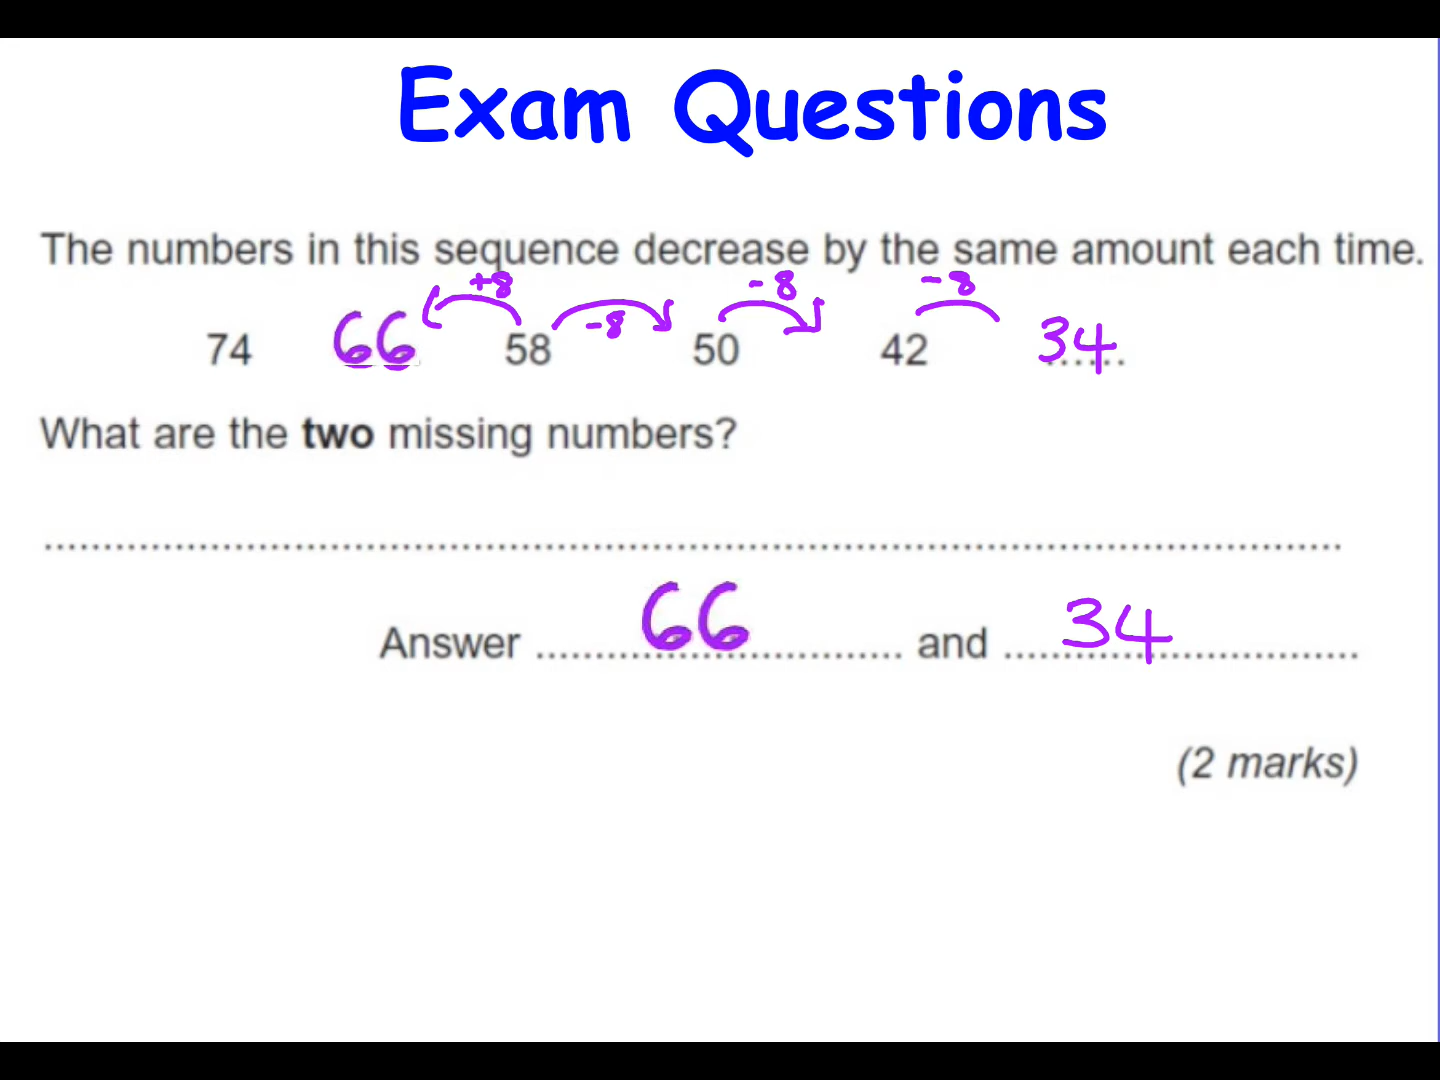 Exam Questions
The numbers in this sequence decrease by the same amount each time.
+8 -8 -8 -8
74 66 58 50 42 34
What are the two missing numbers?
Answer 66 and 34
(2 marks)